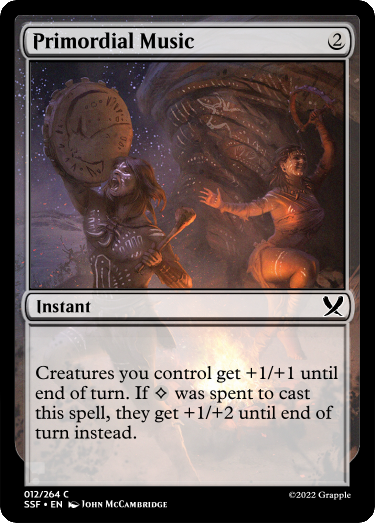 Primordial Music 2
Instant
Creatures you control get +1/+1 until
end of turn. If ◇ was spent to cast
this spell, they get +1/+2 until end of
turn instead.
012/264 C
SSF • EN John McCambridge
©2022 Grapple